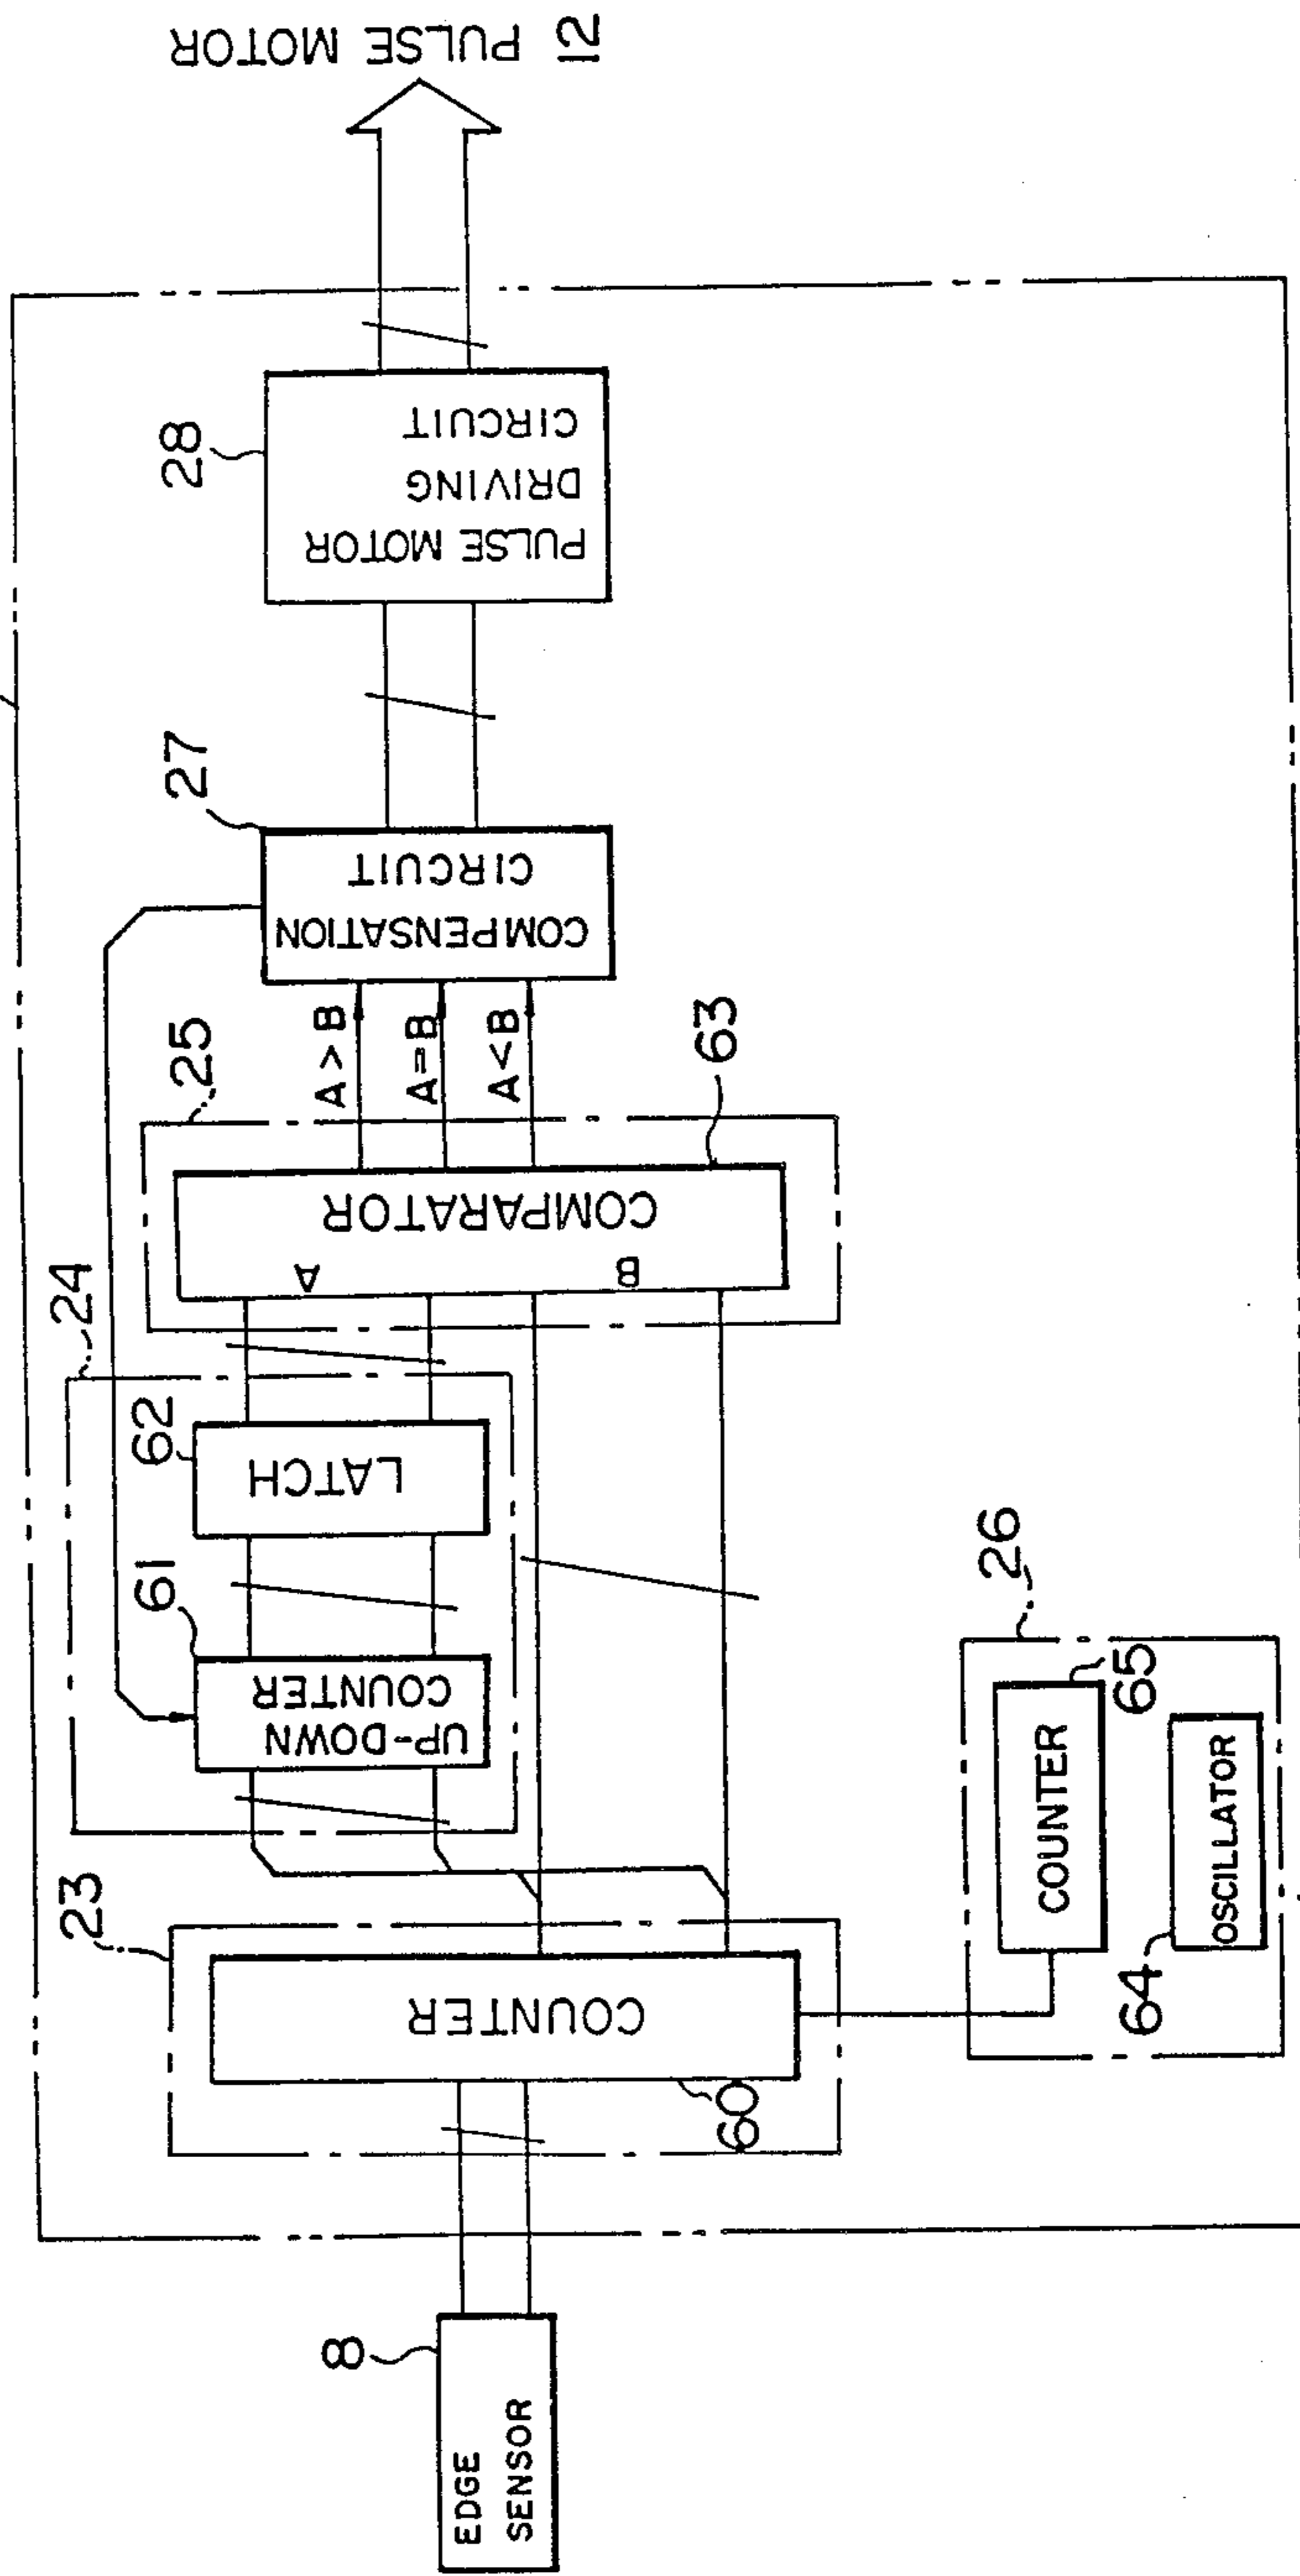 8
EDGE
SENSOR
23
COUNTER
60
24
61
UP-DOWN
COUNTER
62
LATCH
25
A
B
COMPARATOR
63
A>B
A=B
A<B
27
COMPENSATION
CIRCUIT
28
PULSE MOTOR
DRIVING
CIRCUIT
12 PULSE MOTOR
26
COUNTER
65
64
OSCILLATOR